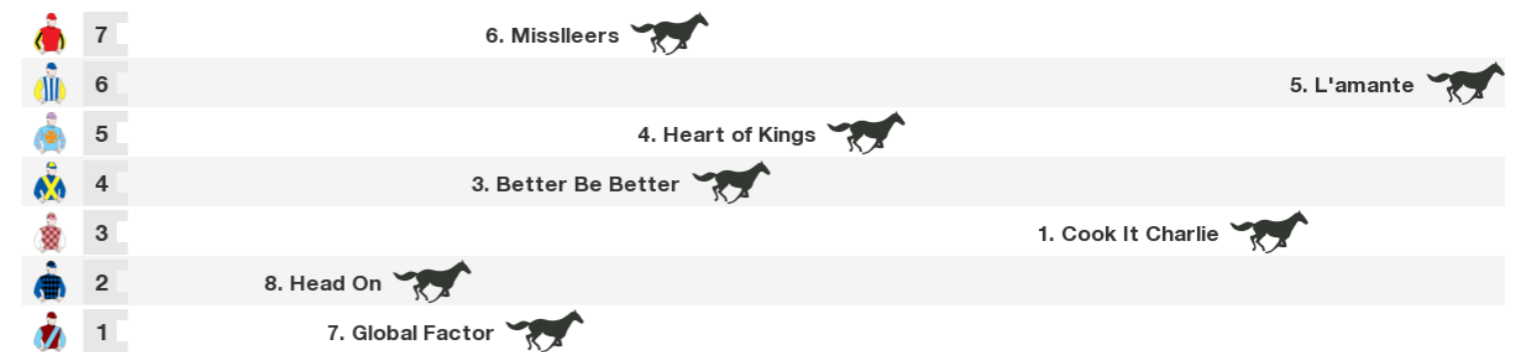 7 6. Misslleers
6 5. L'amante
5 4. Heart of Kings
4 3. Better Be Better
3 1. Cook It Charlie
2 8. Head On
1 7. Global Factor